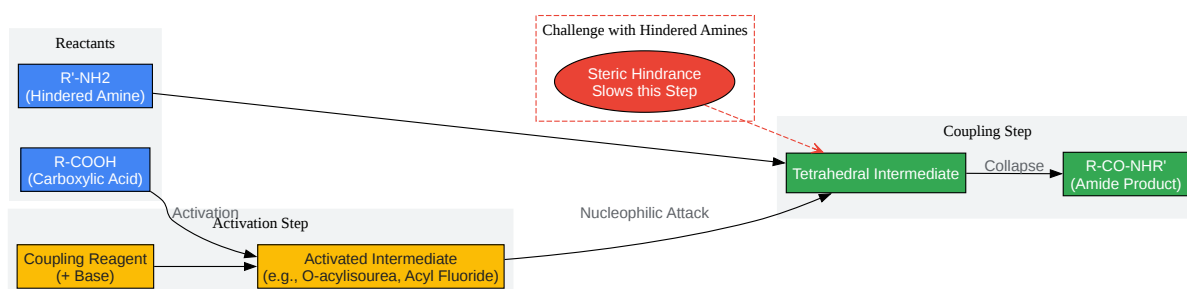 Challenge with Hindered Amines
Steric Hindrance
Slows this Step
Reactants
R'-NH2
(Hindered Amine)
R-COOH
(Carboxylic Acid)
Activation
Activation Step
Coupling Reagent
(+ Base)
Activated Intermediate
(e.g., O-acylisourea, Acyl Fluoride)
Nucleophilic Attack
Coupling Step
Tetrahedral Intermediate
Collapse
R-CO-NHR'
(Amide Product)